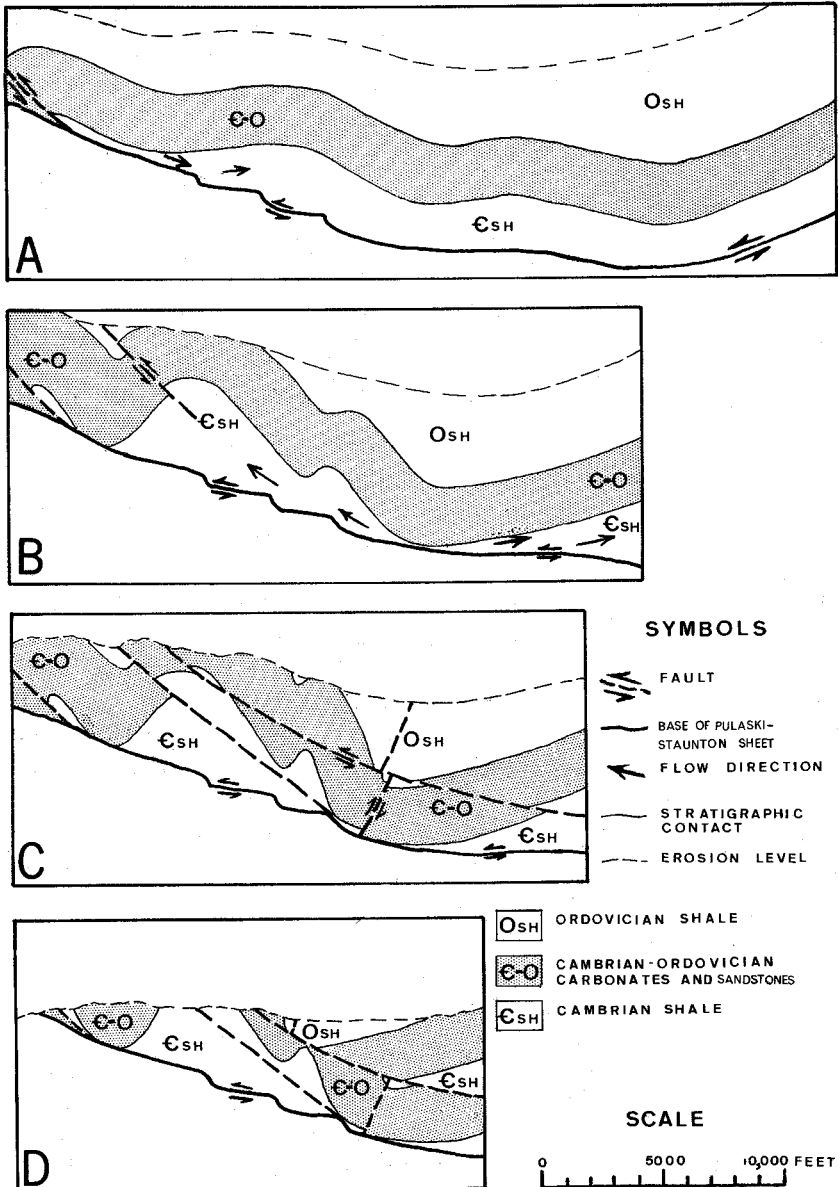 Є-O
OSH
ЄSH
A
Є-O
ЄSH
OSH
Є-O
ЄSH
B
Є-O
ЄSH
OSH
Є-O
ЄSH
C
SYMBOLS
FAULT
BASE OF PULASKI-
STAUNTON SHEET
FLOW DIRECTION
STRATIGRAPHIC
CONTACT
EROSION LEVEL
OSH ORDOVICIAN SHALE
Є-O CAMBRIAN-ORDOVICIAN
CARBONATES AND SANDSTONES
ЄSH CAMBRIAN SHALE
Є-O
ЄSH
OSH
Є-O
ЄSH
D
SCALE
0 5000 10,000 FEET